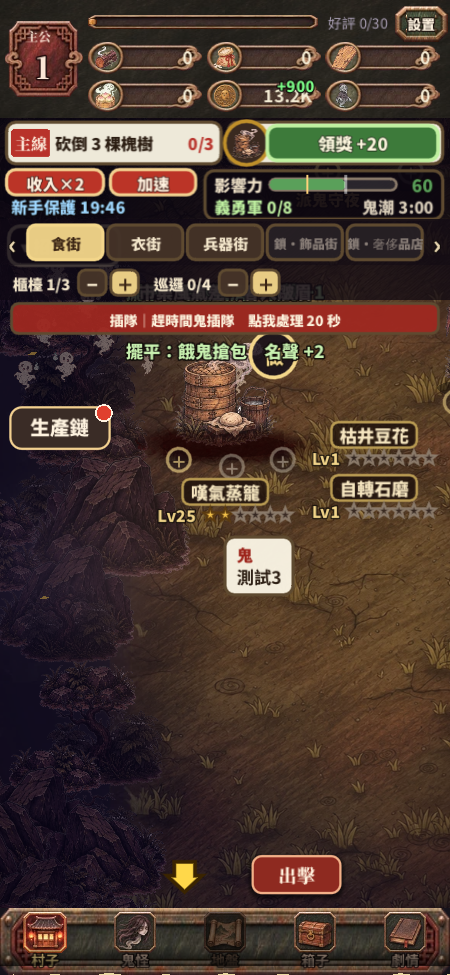 主公
1
好評 0/30
設置
0
0
0
0
+900
13.2K
0
主線 砍倒 3 棵槐樹 0/3
領獎 +20
收入×2
加速
影響力 60
新手保護 19:46
義勇軍 0/8 鬼潮 3:00
‹ 食街 衣街 兵器街 鎖・飾品街 鎖・奢侈品店 ›
櫃檯 1/3 − + 巡邏 0/4 − +
插隊｜趕時間鬼插隊 點我處理 20 秒
擺平：餓鬼搶包 名聲 +2
生產鏈
枯井豆花
Lv1
嘆氣蒸籠
Lv25
自轉石磨
Lv1
鬼
測試3
出擊
村子
鬼怪
地盤
箱子
劇情